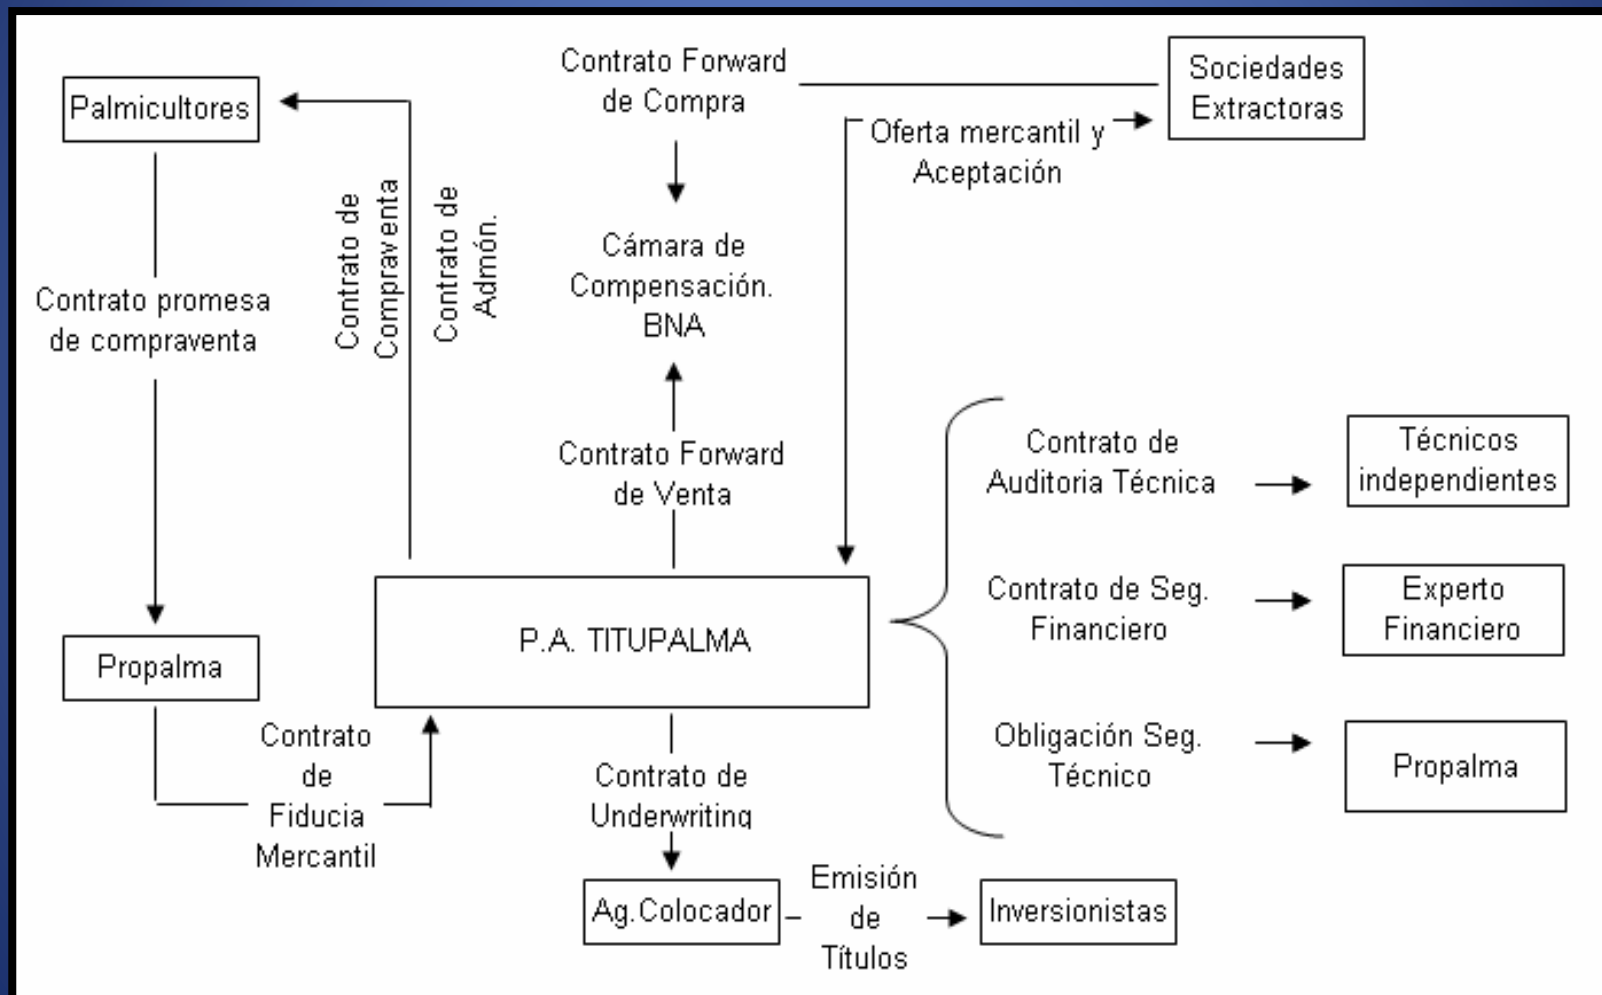 Palmicultores
Contrato Forward
de Compra
Sociedades
Extractoras
Oferta mercantil y
Aceptación
Contrato de
Compraventa
Contrato de
Admón.
Cámara de
Compensación.
BNA
Contrato promesa
de compraventa
Contrato Forward
de Venta
Contrato de
Auditoria Técnica
Técnicos
independientes
Contrato de Seg.
Financiero
Experto
Financiero
P.A. TITUPALMA
Propalma
Obligación Seg.
Técnico
Propalma
Contrato
de
Fiducia
Mercantil
Contrato de
Underwriting
Ag.Colocador
Emisión
de
Títulos
Inversionistas